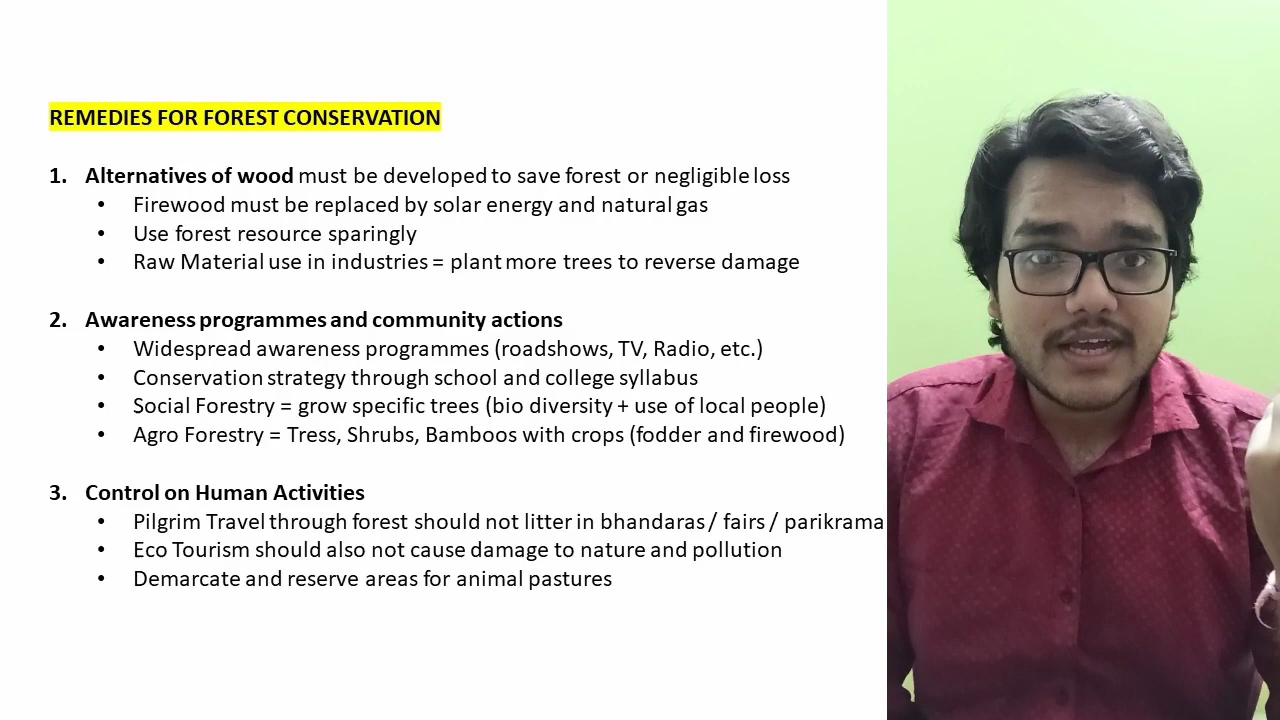 REMEDIES FOR FOREST CONSERVATION
1. Alternatives of wood must be developed to save forest or negligible loss
• Firewood must be replaced by solar energy and natural gas
• Use forest resource sparingly
• Raw Material use in industries = plant more trees to reverse damage
2. Awareness programmes and community actions
• Widespread awareness programmes (roadshows, TV, Radio, etc.)
• Conservation strategy through school and college syllabus
• Social Forestry = grow specific trees (bio diversity + use of local people)
• Agro Forestry = Tress, Shrubs, Bamboos with crops (fodder and firewood)
3. Control on Human Activities
• Pilgrim Travel through forest should not litter in bhandaras / fairs / parikrama
• Eco Tourism should also not cause damage to nature and pollution
• Demarcate and reserve areas for animal pastures